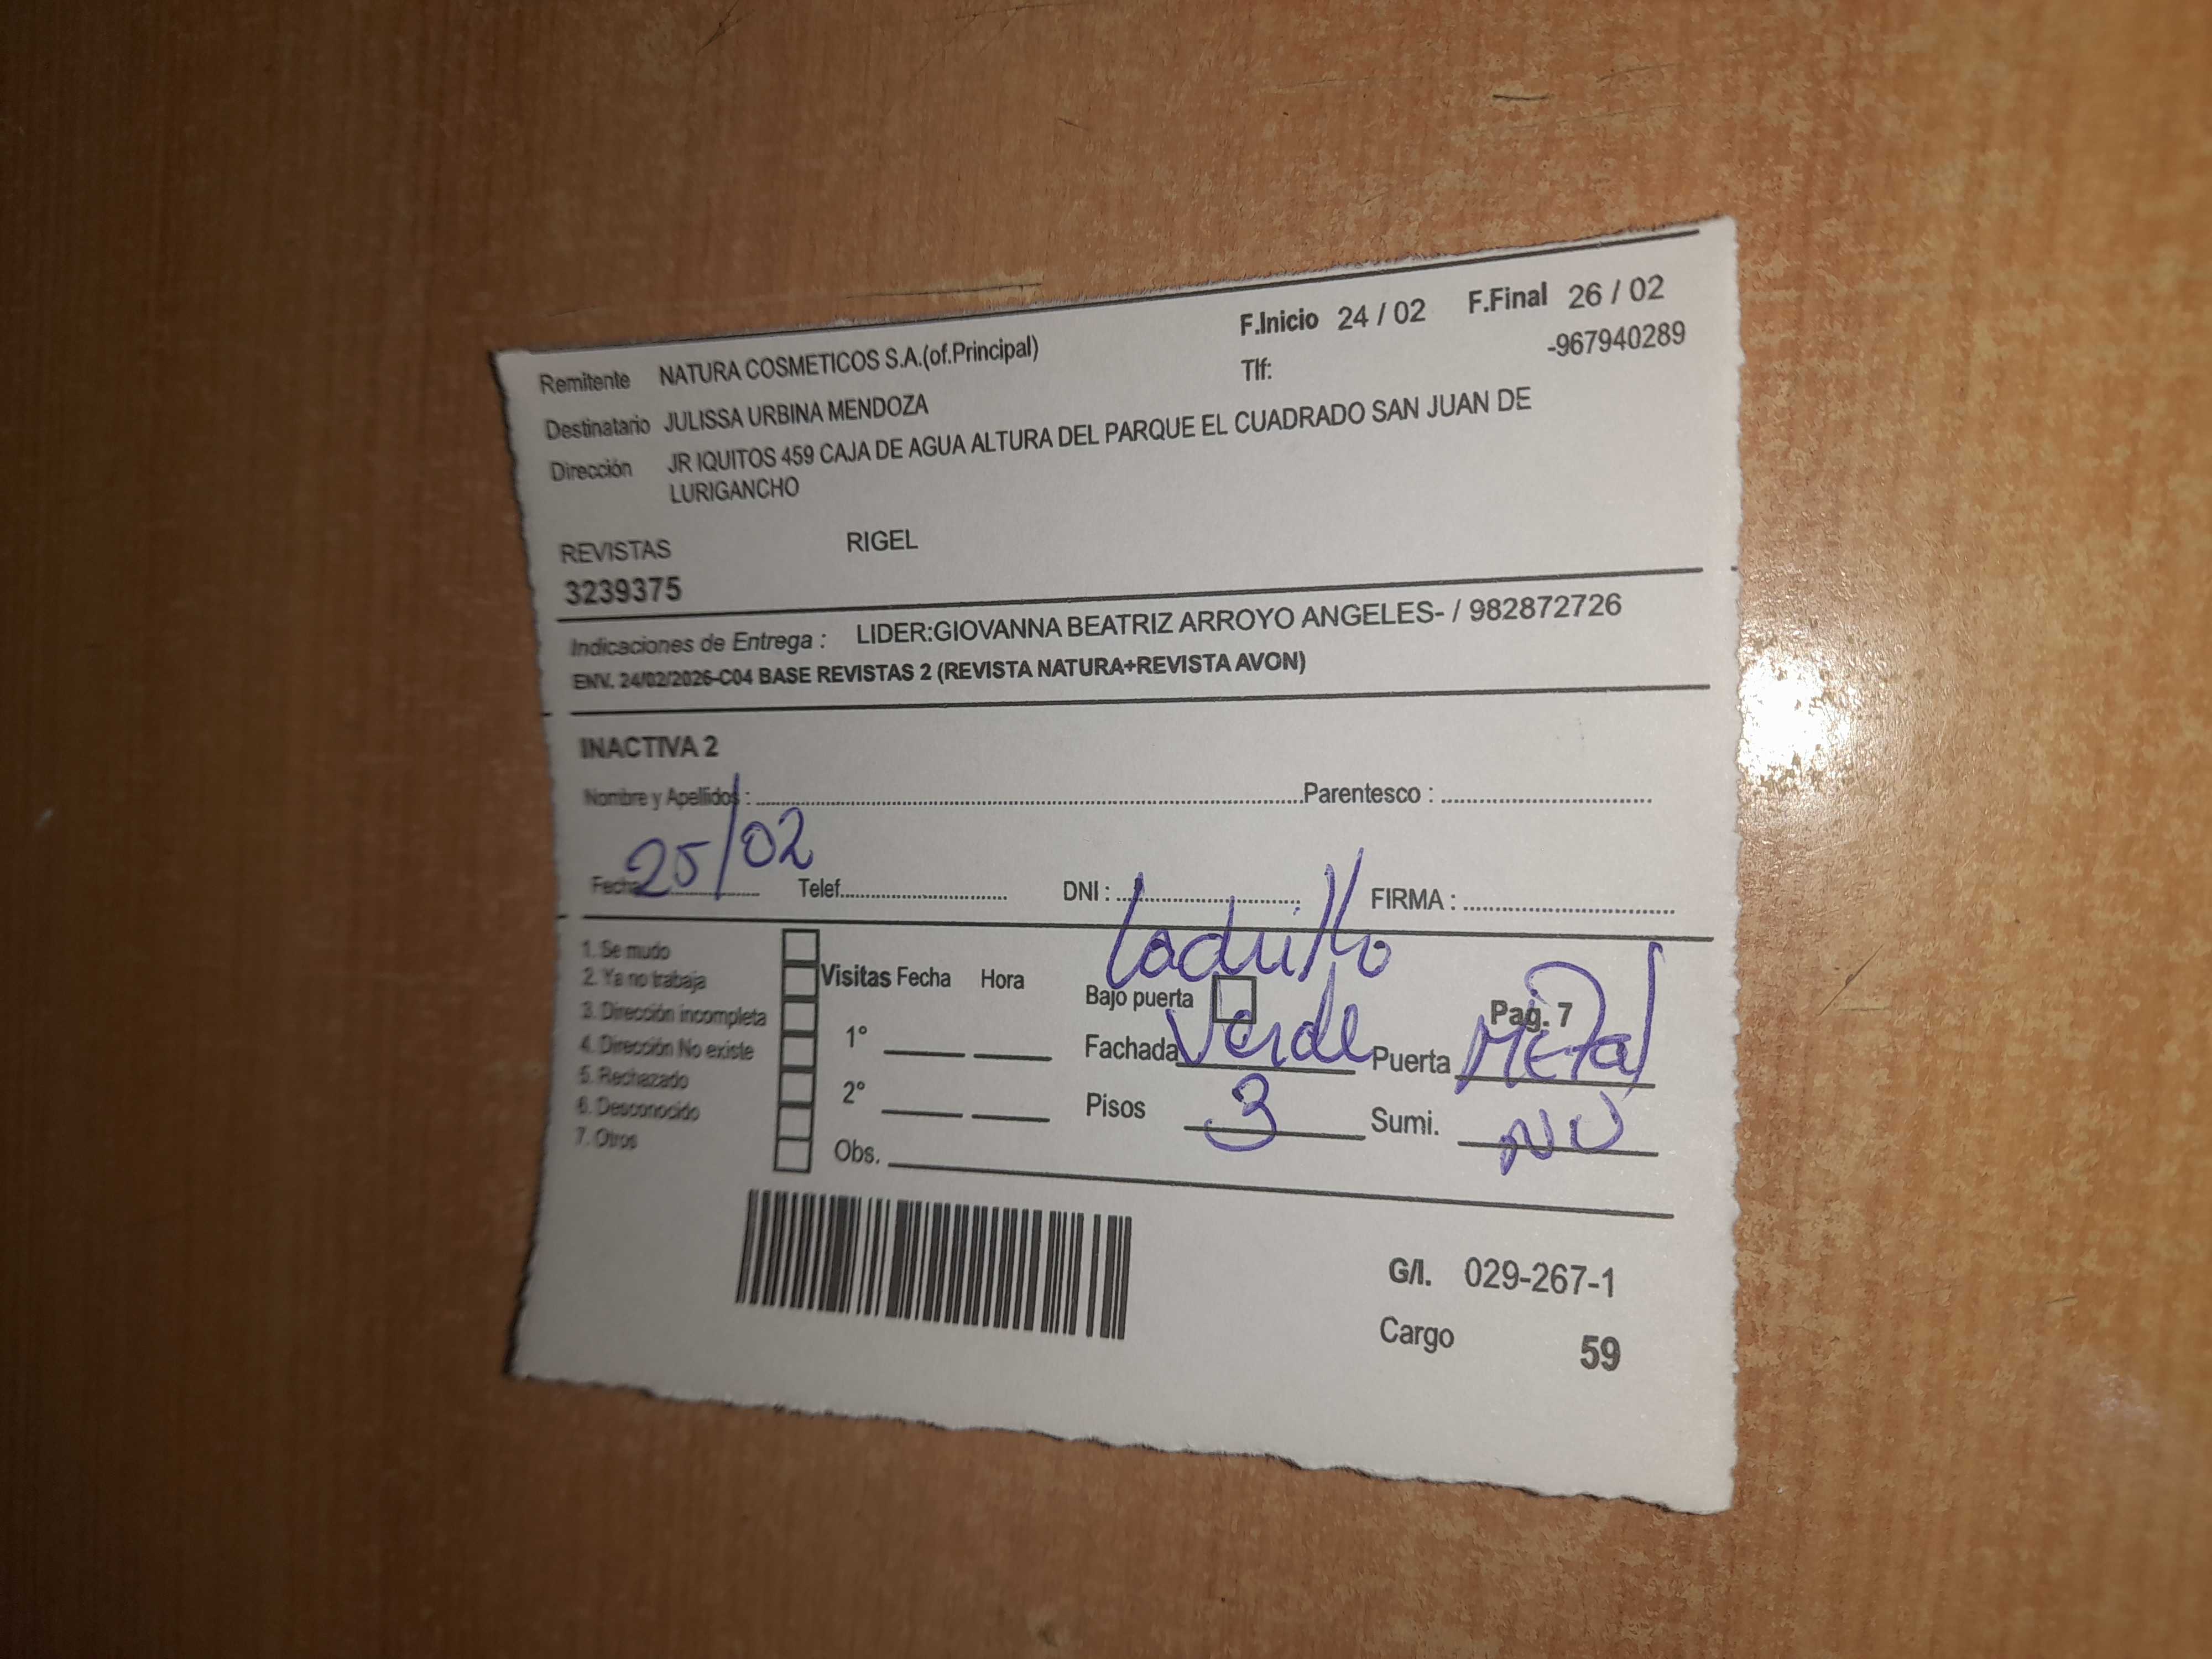 F.Inicio 24 / 02 F.Final 26 / 02
Remitente NATURA COSMETICOS S.A.(of.Principal) Tlf: -967940289
Destinatario JULISSA URBINA MENDOZA
Dirección JR IQUITOS 459 CAJA DE AGUA ALTURA DEL PARQUE EL CUADRADO SAN JUAN DE
LURIGANCHO
REVISTAS RIGEL
3239375
Indicaciones de Entrega : LIDER:GIOVANNA BEATRIZ ARROYO ANGELES- / 982872726
ENV. 24/02/2026-C04 BASE REVISTAS 2 (REVISTA NATURA+REVISTA AVON)
INACTIVA 2
Nombre y Apellidos : Parentesco :
Fecha 25/02 Telef. DNI : FIRMA :
ladrillo
1. Se mudo
2. Ya no trabaja
3. Dirección incompleta
4. Dirección No existe
5. Rechazado
6. Desconocido
7. Otros
Visitas Fecha Hora
1°
2°
Obs.
Bajo puerta Pag. 7
Fachada Verde Puerta Metal
Pisos 3 Sumi. NU
G/I. 029-267-1
Cargo 59